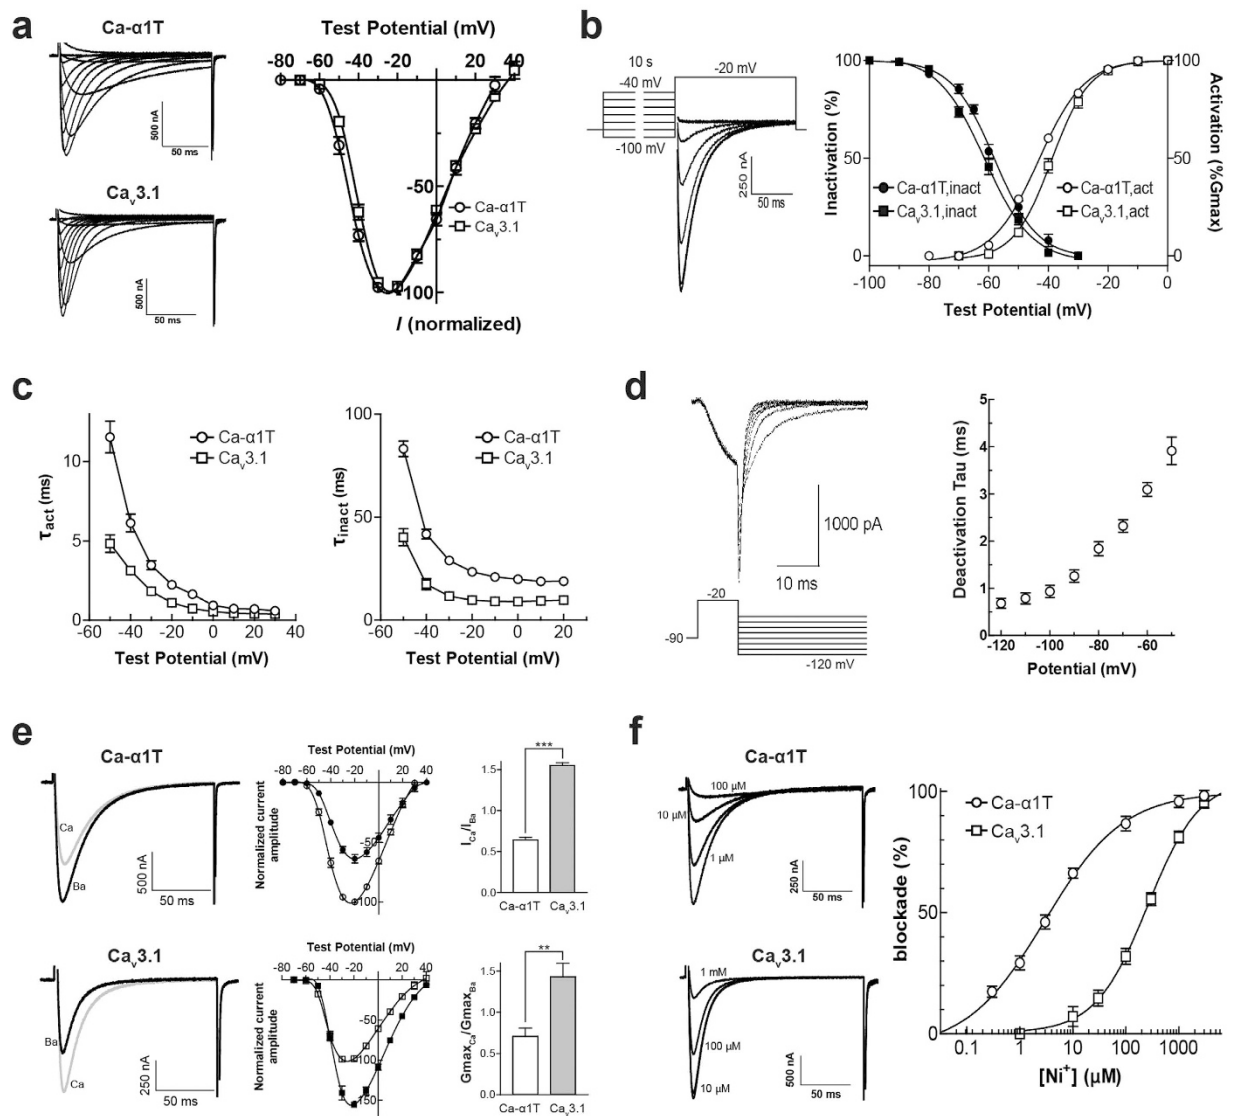 a
Ca-α1T
500 nA
50 ms
Caᵥ3.1
500 nA
50 ms
Test Potential (mV)
-80 -60 -40 -20 0 20 40
-50
-100
Ca-α1T
Caᵥ3.1
I (normalized)
b
10 s
-40 mV
-100 mV
-20 mV
250 nA
50 ms
Inactivation (%)
100
50
0
Ca-α1T,inact
Caᵥ3.1,inact
Ca-α1T,act
Caᵥ3.1,act
100
50
0
Activation (%Gmax)
-100 -80 -60 -40 -20 0
Test Potential (mV)
c
τact (ms)
10
5
0
Ca-α1T
Caᵥ3.1
-60 -40 -20 0 20 40
Test Potential (mV)
τinact (ms)
100
50
0
Ca-α1T
Caᵥ3.1
-60 -40 -20 0 20
Test Potential (mV)
d
1000 pA
10 ms
-20
-90
-120 mV
Deactivation Tau (ms)
5
4
3
2
1
0
-120 -100 -80 -60
Potential (mV)
e
Ca-α1T
Ca
Ba
500 nA
50 ms
Test Potential (mV)
-80 -60 -40 -20 0 20 40
Normalized current
amplitude
-50
-100
I_Ca/I_Ba
1.5
1.0
0.5
0.0
***
Ca-α1T Caᵥ3.1
Caᵥ3.1
Ba
Ca
250 nA
50 ms
Test Potential (mV)
-80 -60 -40 -20 0 20 40
Normalized current
amplitude
-50
-100
-150
Gmax_Ca/Gmax_Ba
1.5
1.0
0.5
0.0
**
Ca-α1T Caᵥ3.1
f
Ca-α1T
100 μM
10 μM
1 μM
250 nA
50 ms
Caᵥ3.1
1 mM
100 μM
10 μM
500 nA
50 ms
blockade (%)
100
50
0
Ca-α1T
Caᵥ3.1
0.1 1 10 100 1000
[Ni⁺] (μM)